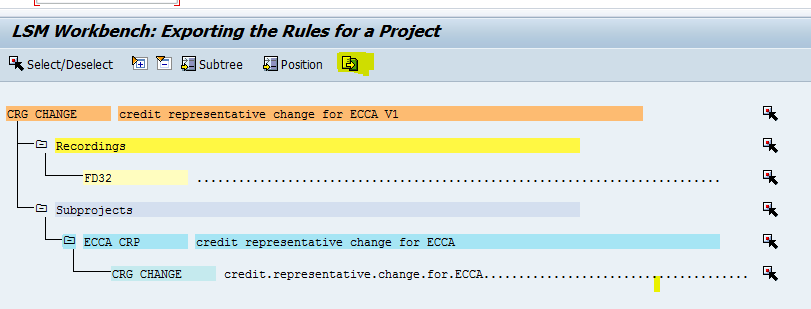 LSM Workbench: Exporting the Rules for a Project
Select/Deselect Subtree Position
CRG CHANGE credit representative change for ECCA V1
Recordings
FD32 ...........................................................................
Subprojects
ECCA CRP credit representative change for ECCA
CRG CHANGE credit.representative.change.for.ECCA......................................